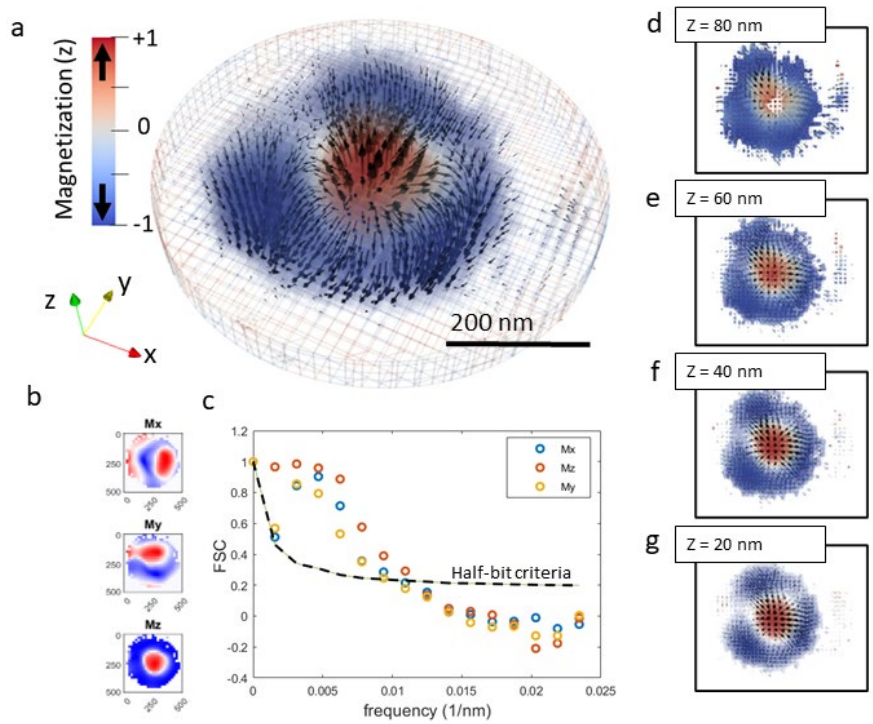 a
Magnetization (z)
+1
0
-1
z
y
x
200 nm
b
Mx
0
250
500
0
250
500
My
0
250
500
0
250
500
Mz
0
250
500
0
250
500
c
1.2
1
0.8
0.6
0.4
0.2
0
-0.2
-0.4
FSC
Mx
Mz
My
Half-bit criteria
0
0.005
0.01
0.015
0.02
0.025
frequency (1/nm)
d
Z = 80 nm
e
Z = 60 nm
f
Z = 40 nm
g
Z = 20 nm